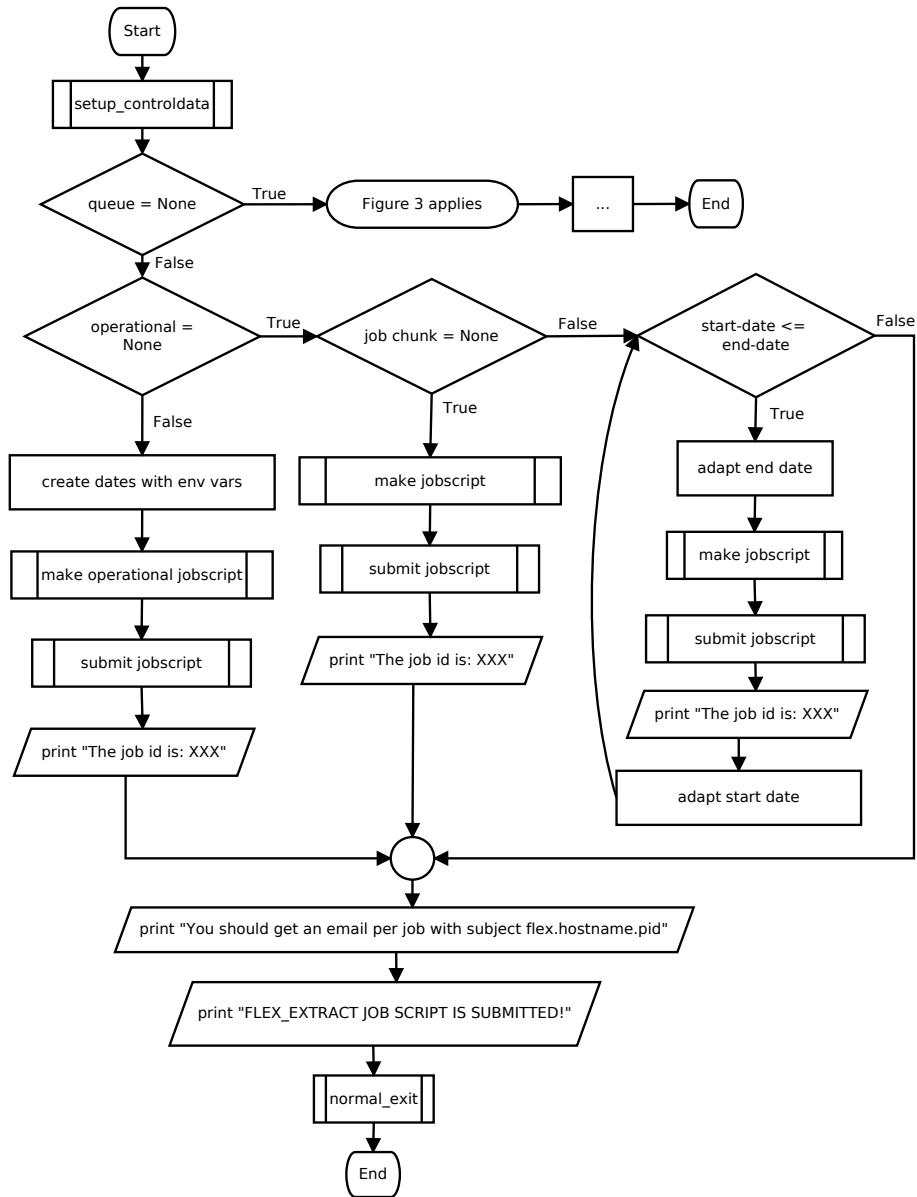 Start
setup_controldata
queue = None
True
Figure 3 applies
...
End
False
operational =
None
True
job chunk = None
False
start-date <=
end-date
False
False
True
True
create dates with env vars
make jobscript
adapt end date
make operational jobscript
submit jobscript
make jobscript
submit jobscript
print "The job id is: XXX"
submit jobscript
print "The job id is: XXX"
print "The job id is: XXX"
adapt start date
print "You should get an email per job with subject flex.hostname.pid"
print "FLEX_EXTRACT JOB SCRIPT IS SUBMITTED!"
normal_exit
End